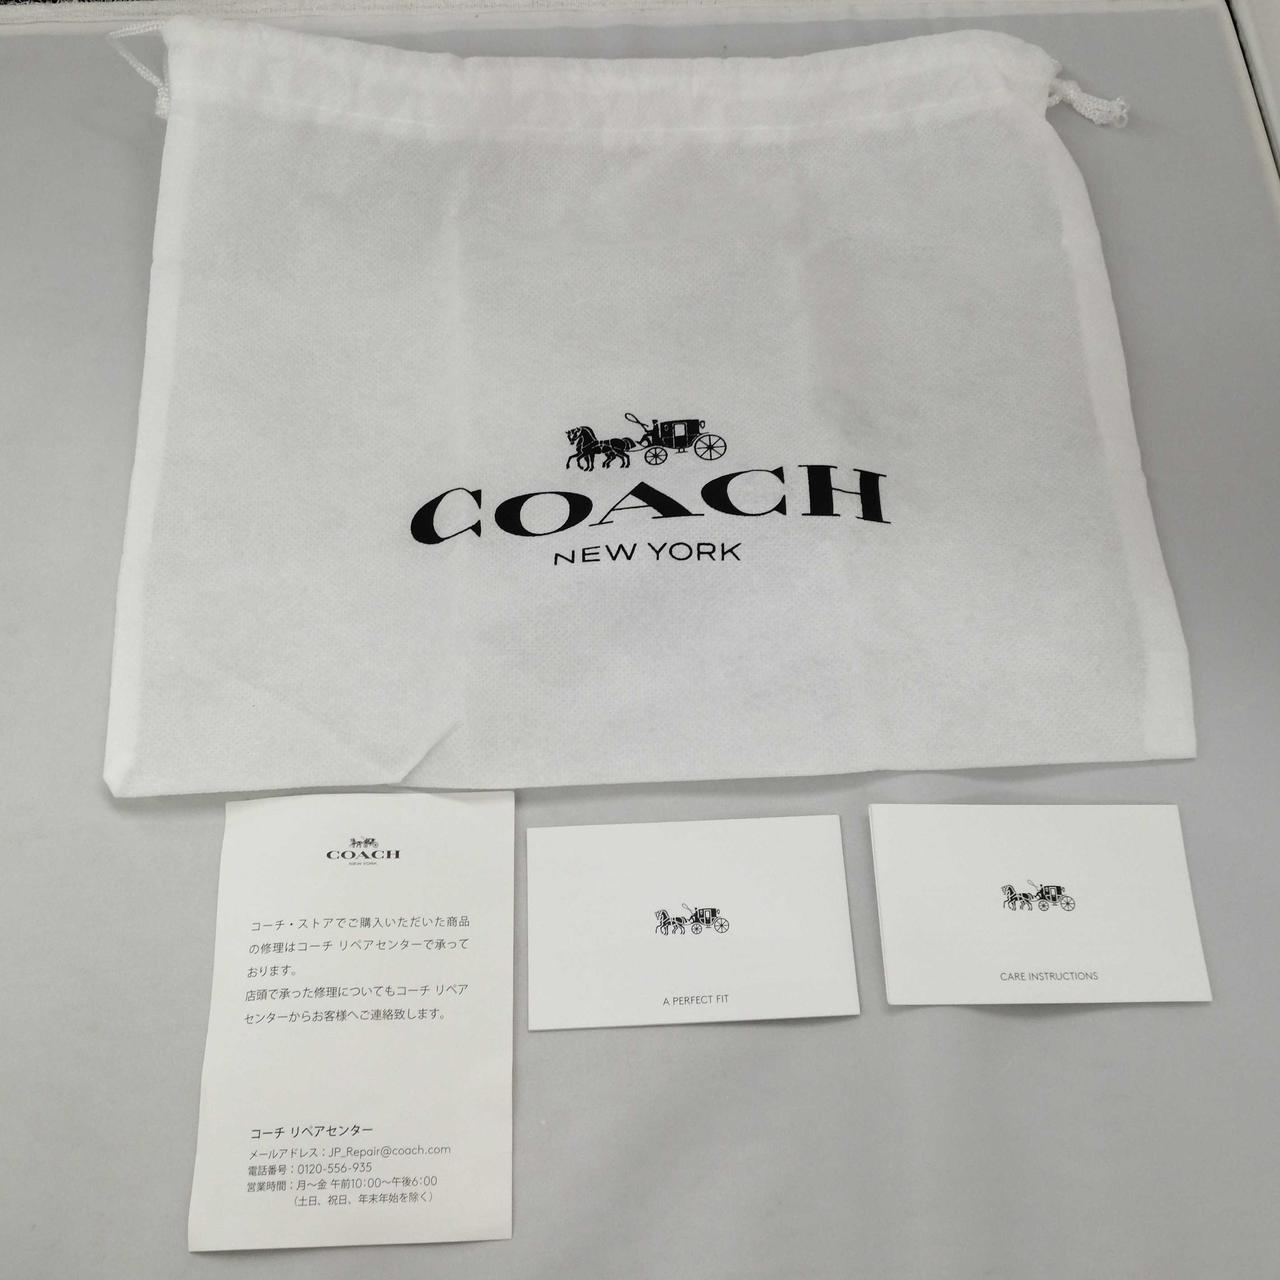 COACH
NEW YORK
COACH
NEW YORK
コーチ・ストアでご購入いただいた商品
の修理はコーチ リペアセンターで承って
おります。
店頭で承った修理についてもコーチ リペア
センターからお客様へご連絡致します。
コーチ リペアセンター
メールアドレス：JP_Repair@coach.com
電話番号：0120-556-935
営業時間：月〜金 午前10:00〜午後6:00
（土日、祝日、年末年始を除く）
A PERFECT FIT
CARE INSTRUCTIONS